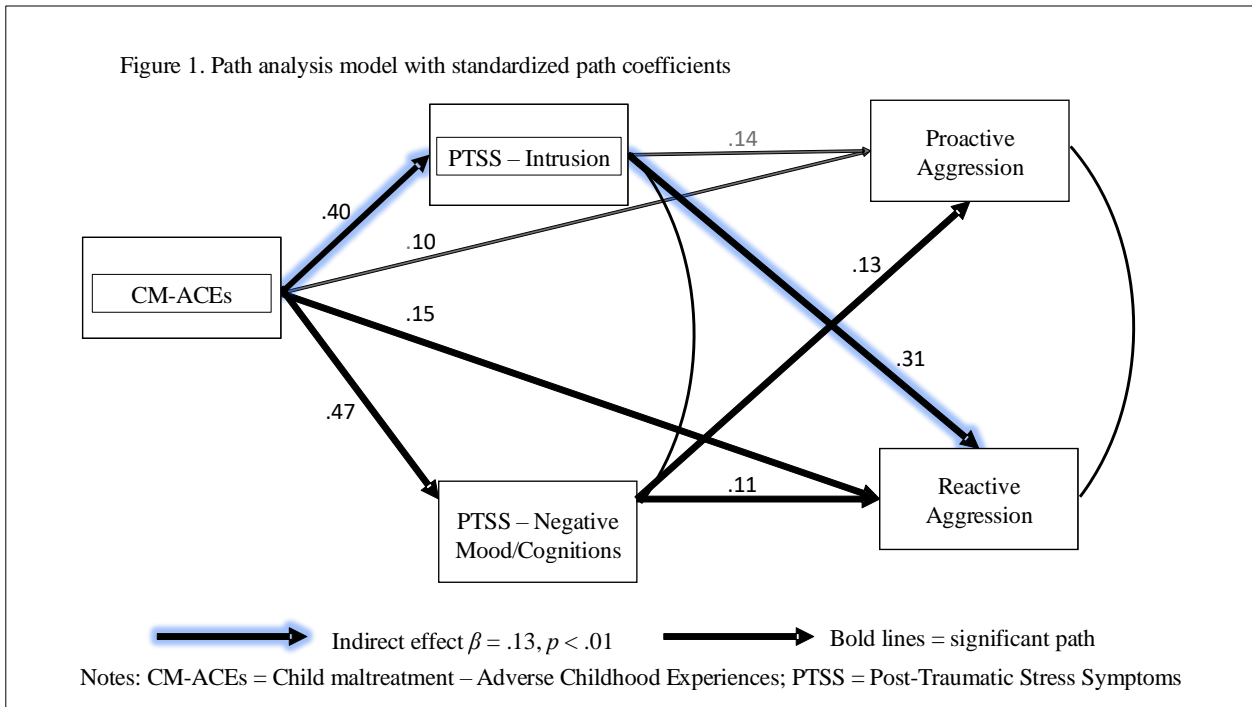 Figure 1. Path analysis model with standardized path coefficients
PTSS – Intrusion
Proactive
Aggression
.14
.40
.10
.13
CM-ACEs
.15
.31
.47
.11
PTSS – Negative
Mood/Cognitions
Reactive
Aggression
Indirect effect β = .13, p < .01
Bold lines = significant path
Notes: CM-ACEs = Child maltreatment – Adverse Childhood Experiences; PTSS = Post-Traumatic Stress Symptoms